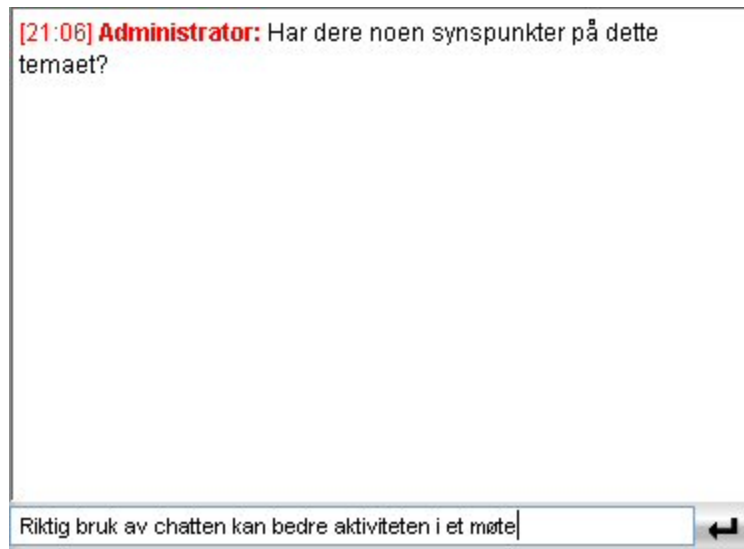 [21:06] Administrator: Har dere noen synspunkter på dette
temaet?
Riktig bruk av chatten kan bedre aktiviteten i et møte